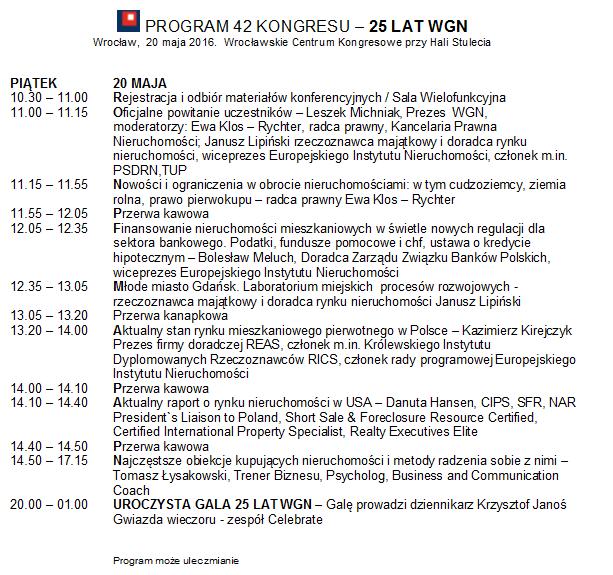 PROGRAM 42 KONGRESU – 25 LAT WGN
Wrocław, 20 maja 2016. Wrocławskie Centrum Kongresowe przy Hali Stulecia
PIĄTEK 20 MAJA
10.30 – 11.00 Rejestracja i odbiór materiałów konferencyjnych / Sala Wielofunkcyjna
11.00 – 11.15 Oficjalne powitanie uczestników – Leszek Michniak, Prezes WGN,
moderatorzy: Ewa Klos – Rychter, radca prawny, Kancelaria Prawna
Nieruchomości; Janusz Lipiński rzeczoznawca majątkowy i doradca rynku
nieruchomości, wiceprezes Europejskiego Instytutu Nieruchomości, członek m.in.
PSDRN,TUP
11.15 – 11.55 Nowości i ograniczenia w obrocie nieruchomościami: w tym cudzoziemcy, ziemia
rolna, prawo pierwokupu – radca prawny Ewa Klos – Rychter
11.55 – 12.05 Przerwa kawowa
12.05 – 12.35 Finansowanie nieruchomości mieszkaniowych w świetle nowych regulacji dla
sektora bankowego. Podatki, fundusze pomocowe i chf, ustawa o kredycie
hipotecznym – Bolesław Meluch, Doradca Zarządu Związku Banków Polskich,
wiceprezes Europejskiego Instytutu Nieruchomości
12.35 – 13.05 Młode miasto Gdańsk. Laboratorium miejskich procesów rozwojowych -
rzeczoznawca majątkowy i doradca rynku nieruchomości Janusz Lipiński
13.05 – 13.20 Przerwa kanapkowa
13.20 – 14.00 Aktualny stan rynku mieszkaniowego pierwotnego w Polsce – Kazimierz Kirejczyk
Prezes firmy doradczej REAS, członek m.in. Królewskiego Instytutu
Dyplomowanych Rzeczoznawców RICS, członek rady programowej Europejskiego
Instytutu Nieruchomości
14.00 – 14.10 Przerwa kawowa
14.10 – 14.40 Aktualny raport o rynku nieruchomości w USA – Danuta Hansen, CIPS, SFR, NAR
President`s Liaison to Poland, Short Sale & Foreclosure Resource Certified,
Certified International Property Specialist, Realty Executives Elite
14.40 – 14.50 Przerwa kawowa
14.50 – 17.15 Najczęstsze obiekcje kupujących nieruchomości i metody radzenia sobie z nimi –
Tomasz Łysakowski, Trener Biznesu, Psycholog, Business and Communication
Coach
20.00 – 01.00 UROCZYSTA GALA 25 LAT WGN – Galę prowadzi dziennikarz Krzysztof Janoś
Gwiazda wieczoru - zespół Celebrate
Program może ulec zmianie